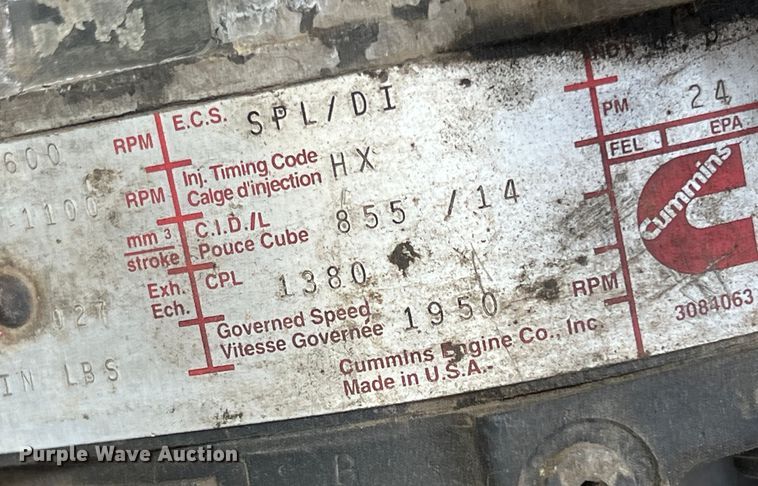 600 RPM
E.C.S. SPL/DI
-1100 RPM
Inj. Timing Code
Calge d'injection HX
mm3
stroke
C.I.D./L
Pouce Cube 855 /14
Exh.
Ech.
CPL 1380
027
Governed Speed
Vitesse Governée 1950 RPM
IN LBS
Cummins Engine Co., Inc.
Made in U.S.A.
PM .24
FEL EPA
Cummins
3084063
Purple Wave Auction